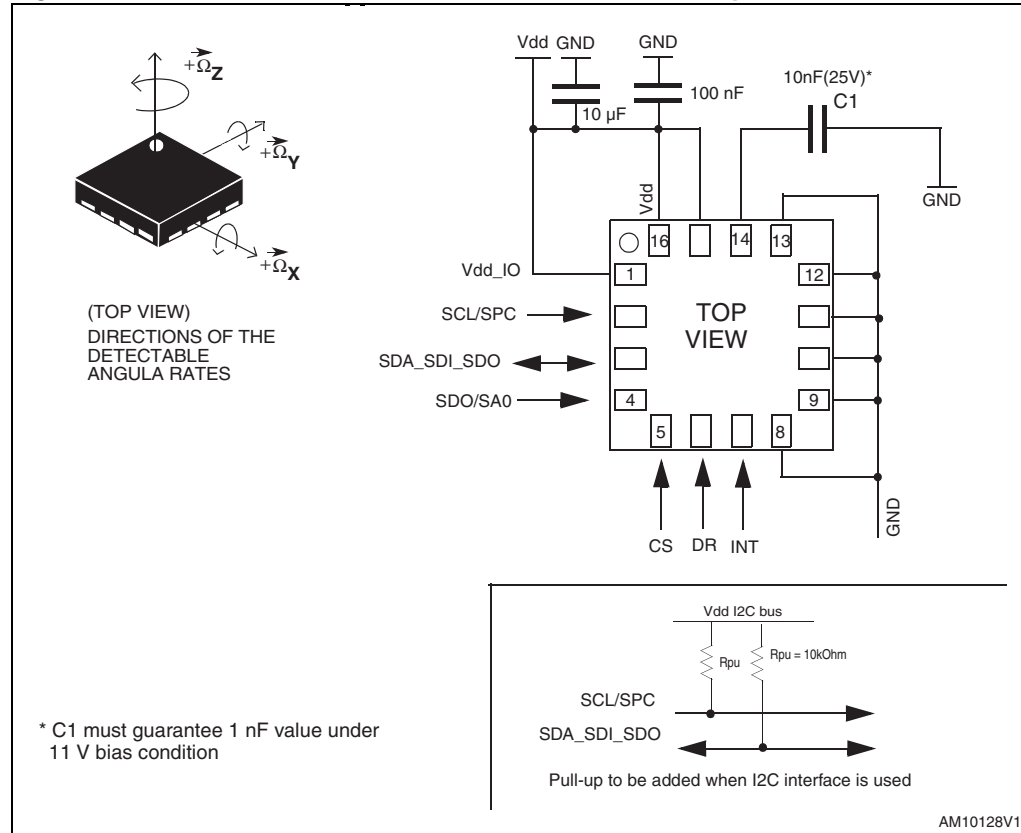 +Ω Z
+Ω Y
+Ω X
(TOP VIEW)
DIRECTIONS OF THE
DETECTABLE
ANGULA RATES
Vdd GND GND
10 µF
100 nF
10nF(25V)*
C1
GND
Vdd
16 14 13
Vdd_IO 1 12
SCL/SPC
TOP
VIEW
SDA_SDI_SDO
SDO/SA0 4 9
5 8
GND
CS DR INT
Vdd I2C bus
Rpu Rpu = 10kOhm
SCL/SPC
SDA_SDI_SDO
Pull-up to be added when I2C interface is used
* C1 must guarantee 1 nF value under
11 V bias condition
AM10128V1